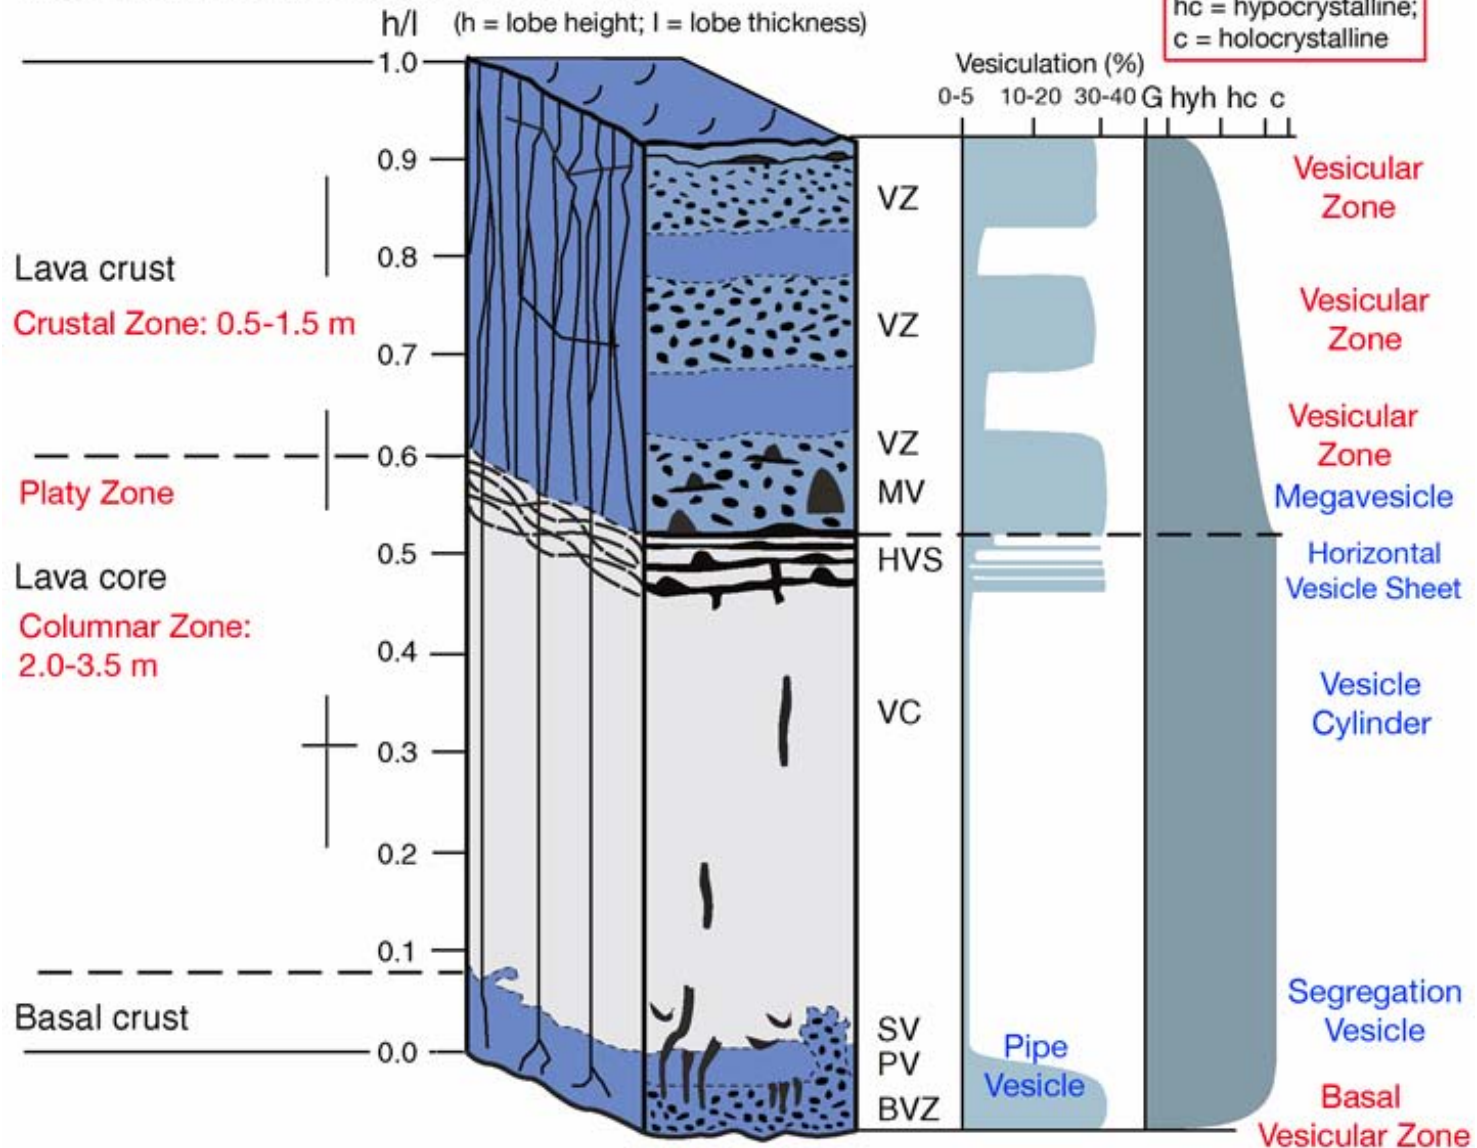 h/l (h = lobe height; l = lobe thickness)
hc = hypocrystalline;
c = holocrystalline
Vesiculation (%)
0-5 10-20 30-40 G hyh hc c
1.0
0.9
0.8
0.7
0.6
0.5
0.4
0.3
0.2
0.1
0.0
Lava crust
Crustal Zone: 0.5-1.5 m
Platy Zone
Lava core
Columnar Zone:
2.0-3.5 m
Basal crust
VZ
VZ
VZ
MV
HVS
VC
SV
PV
BVZ
Pipe
Vesicle
Vesicular
Zone
Vesicular
Zone
Vesicular
Zone
Megavesicle
Horizontal
Vesicle Sheet
Vesicle
Cylinder
Segregation
Vesicle
Basal
Vesicular Zone